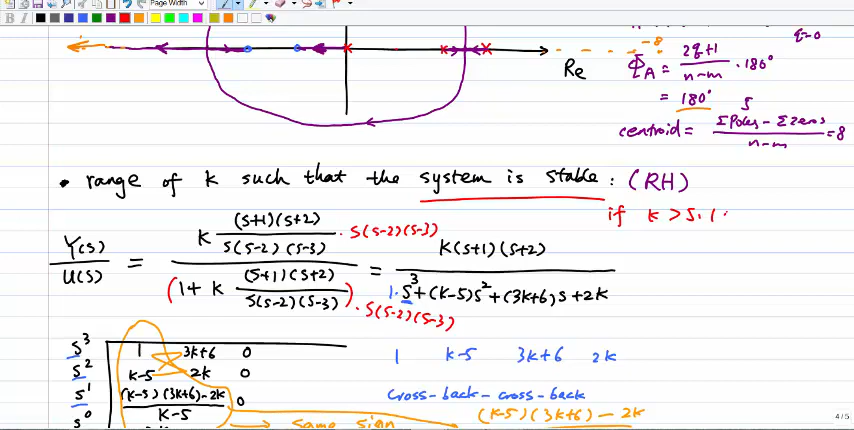 B I
-8
q=0
Re
Φ_A = (2q+1)/(n-m) · 180°
= 180°
5
centroid = (Σpoles - Σzeros)/(n-m) = 8
• range of k such that the system is stable : (RH)
if k > 5.1.
Y(s)/U(s) = (k (s+1)(s+2)/(s(s-2)(s-3)) · s(s-2)(s-3))/((1 + k (s+1)(s+2)/(s(s-2)(s-3))) · s(s-2)(s-3)) = k(s+1)(s+2)/(1·s³+(k-5)s²+(3k+6)s+2k)
s³ 1 3k+6 0
1 k-5 3k+6 2k
s² k-5 2k 0
s¹ ((k-5)(3k+6)-2k)/(k-5) 0
cross-back-cross-back
(k-5)(3k+6)-2k
s⁰
→ same sign
4/5